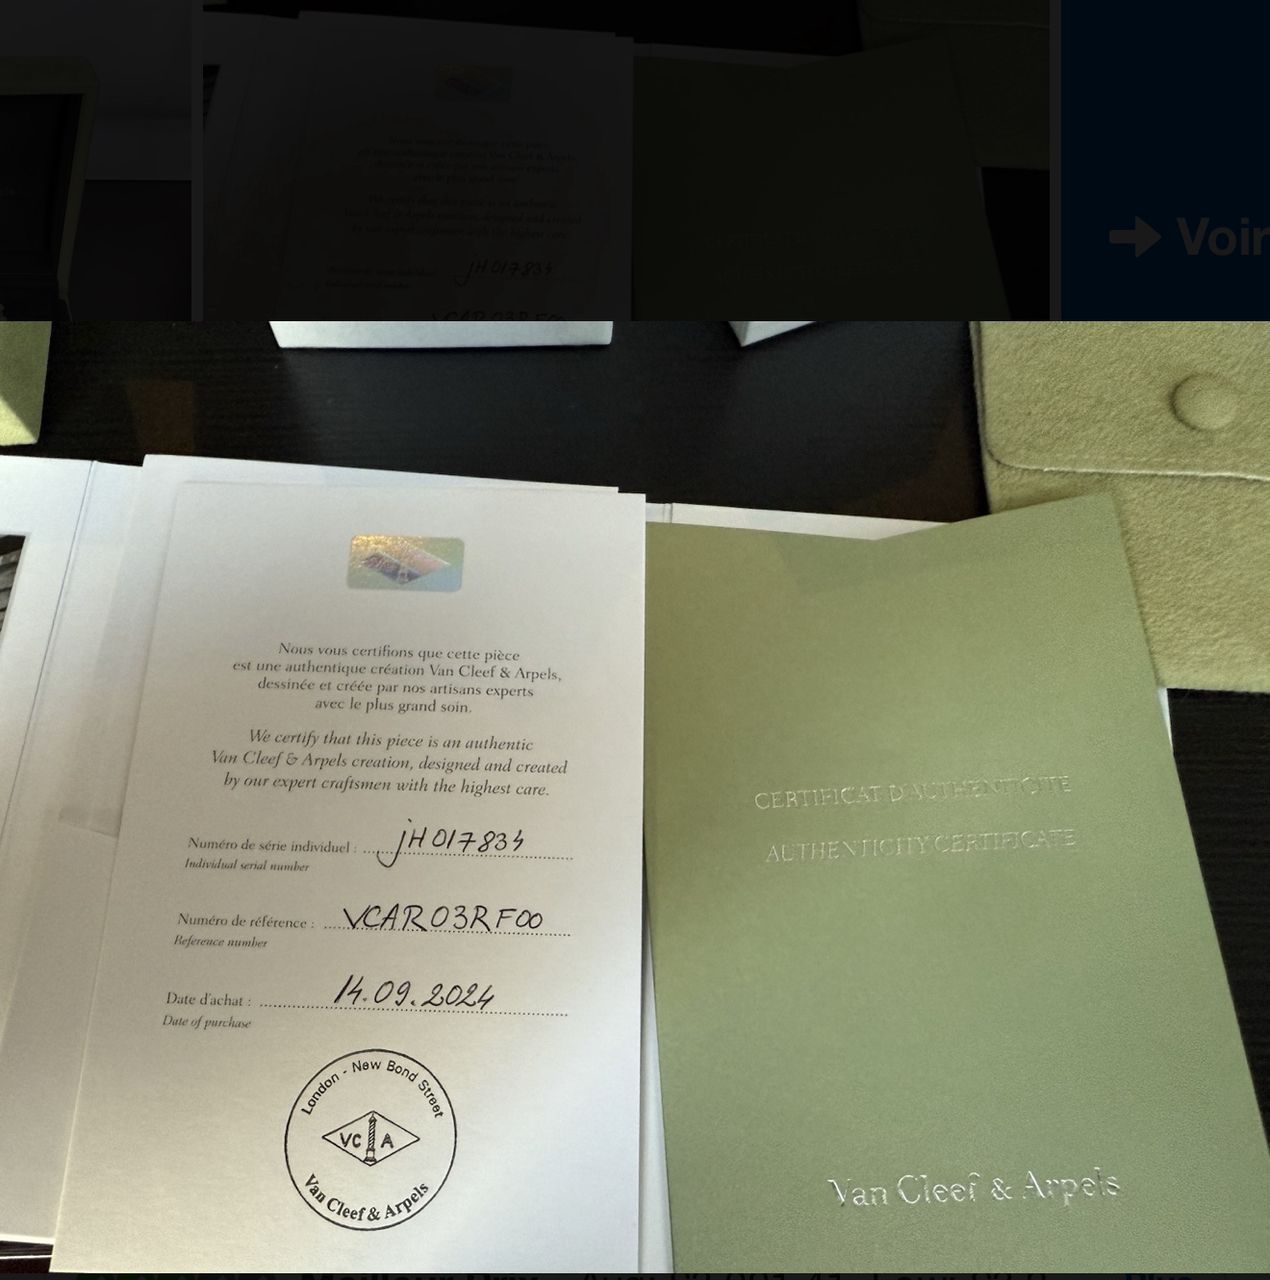 Voir
Nous vous certifions que cette pièce
est une authentique création Van Cleef & Arpels,
dessinée et créée par nos artisans experts
avec le plus grand soin.
We certify that this piece is an authentic
Van Cleef & Arpels creation, designed and created
by our expert craftsmen with the highest care.
Numéro de série individuel : jH017834
Individual serial number
Numéro de référence : VCARO3RF00
Reference number
Date d'achat : 14.09.2024
Date of purchase
London - New Bond Street
VC A
Van Cleef & Arpels
CERTIFICAT D'AUTHENTICITE
AUTHENTICITY CERTIFICATE
Van Cleef & Arpels